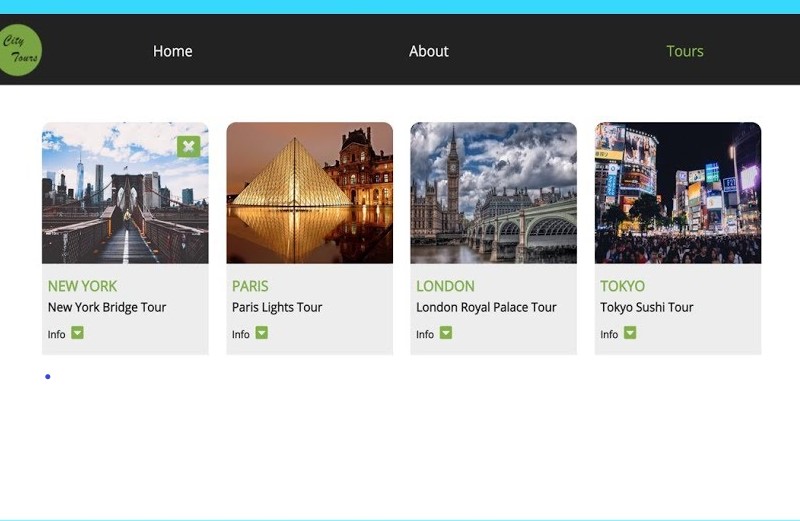 City
Tours
Home
About
Tours
NEW YORK
New York Bridge Tour
Info
PARIS
Paris Lights Tour
Info
LONDON
London Royal Palace Tour
Info
TOKYO
Tokyo Sushi Tour
Info